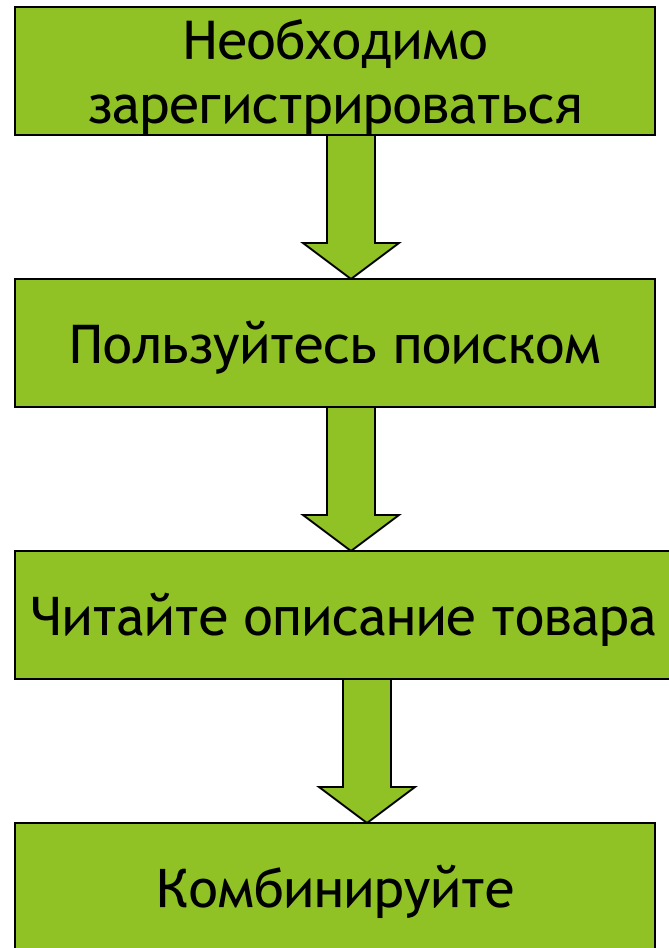 Необходимо
зарегистрироваться
Пользуйтесь поиском
Читайте описание товара
Комбинируйте